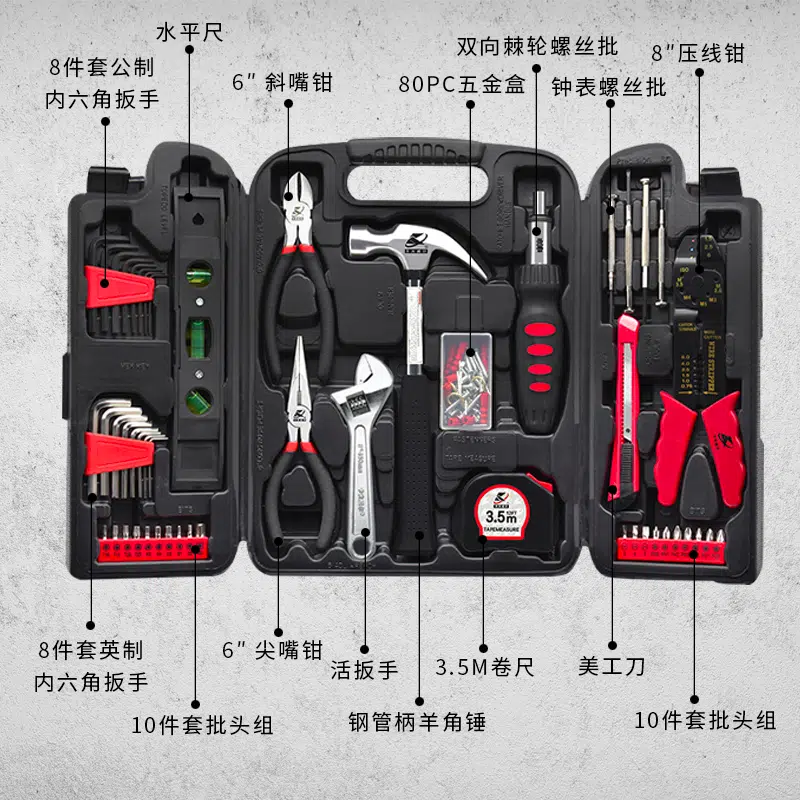 水平尺
双向棘轮螺丝批
8件套公制
内六角扳手
6" 斜嘴钳
80PC五金盒
钟表螺丝批
8"压线钳
3.5m
TAPEMEASURE
8件套英制
内六角扳手
6" 尖嘴钳
活扳手
3.5M卷尺
美工刀
10件套批头组
钢管柄羊角锤
10件套批头组